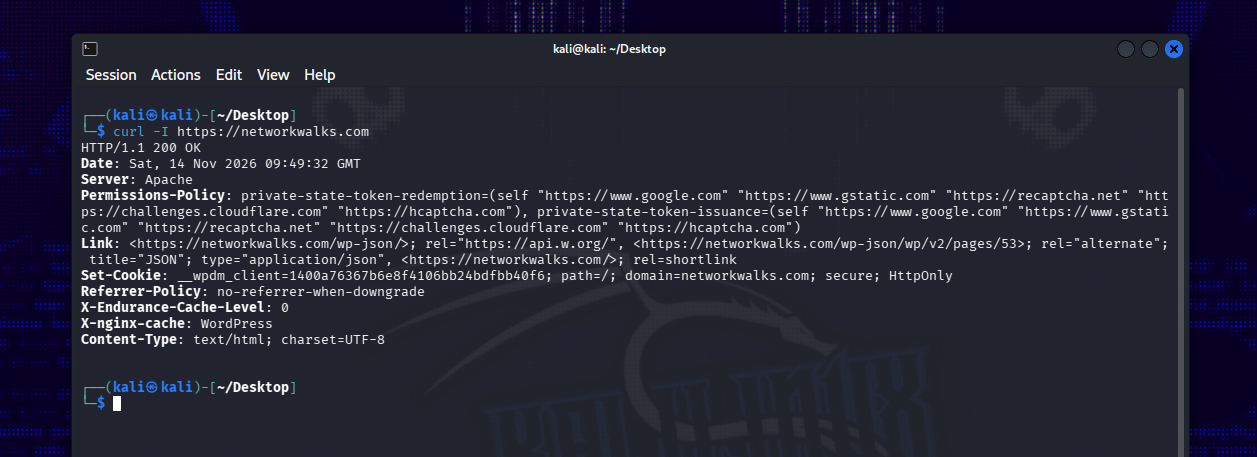 kali@kali: ~/Desktop
Session Actions Edit View Help
┌──(kali㉿kali)-[~/Desktop]
└─$ curl -I https://networkwalks.com
HTTP/1.1 200 OK
Date: Sat, 14 Nov 2026 09:49:32 GMT
Server: Apache
Permissions-Policy: private-state-token-redemption=(self "https://www.google.com" "https://www.gstatic.com" "https://recaptcha.net" "htt
ps://challenges.cloudflare.com" "https://hcaptcha.com"), private-state-token-issuance=(self "https://www.google.com" "https://www.gstati
c.com" "https://recaptcha.net" "https://challenges.cloudflare.com" "https://hcaptcha.com")
Link: <https://networkwalks.com/wp-json/>; rel="https://api.w.org/", <https://networkwalks.com/wp-json/wp/v2/pages/53>; rel="alternate";
 title="JSON"; type="application/json", <https://networkwalks.com/>; rel=shortlink
Set-Cookie: __wpdm_client=1400a76367b6e8f4106bb24bdfbb40f6; path=/; domain=networkwalks.com; secure; HttpOnly
Referrer-Policy: no-referrer-when-downgrade
X-Endurance-Cache-Level: 0
X-nginx-cache: WordPress
Content-Type: text/html; charset=UTF-8
┌──(kali㉿kali)-[~/Desktop]
└─$